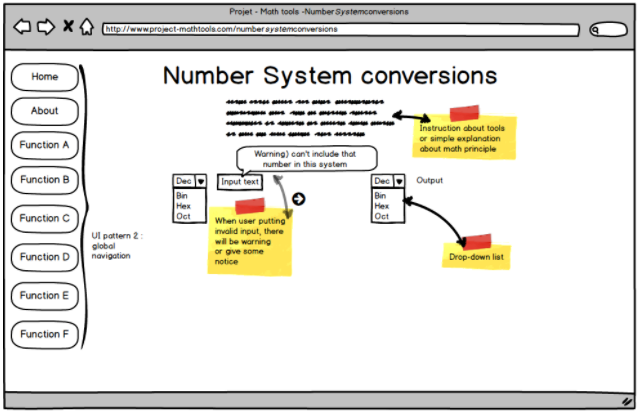 Projet - Math tools -NumberSystemconversions
http://www.project-mathtools.com/numbersystemconversions
Home
About
Function A
Function B
Function C
Function D
Function E
Function F
UI pattern 2 :
global
navigation
Number System conversions
Instruction about tools
or simple explanation
about math principle
Warning) can't include that
number in this system
Dec
Bin
Hex
Oct
Input text
When user putting
invalid input, there
will be warning
or give some
notice
Dec
Bin
Hex
Oct
Output
Drop-down list